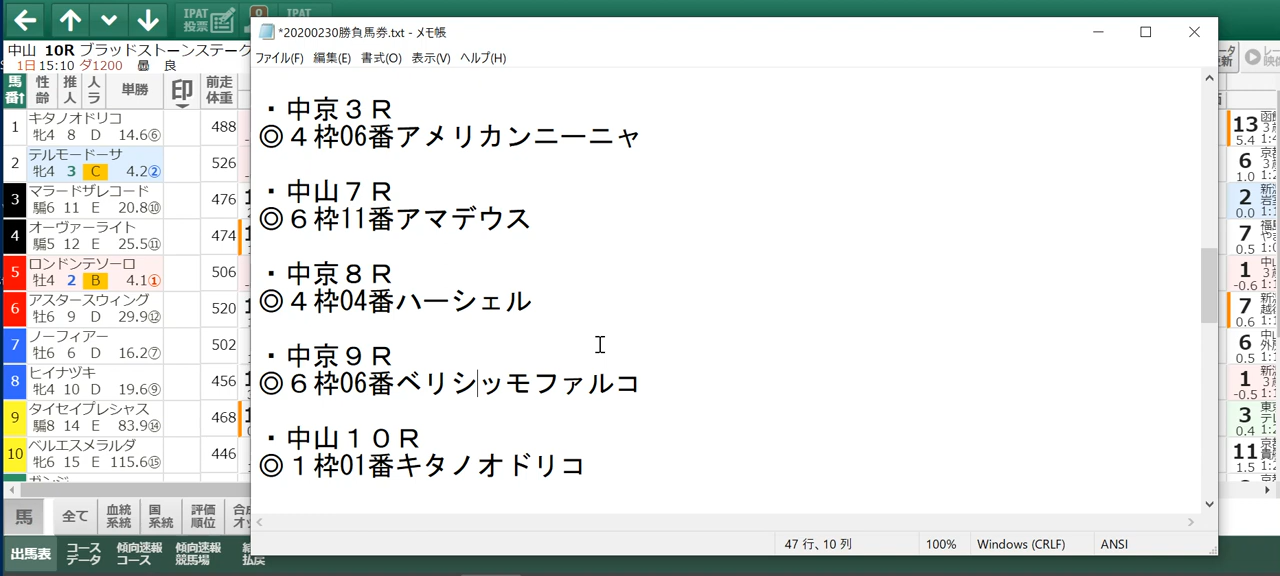 IPAT
投票
IPAT
中山 10R ブラッドストーンステーク
1日 15:10 ダ1200 曇 良
馬番 性齢 推人 人ラ 単勝 印 前走体重
1 キタノオドリコ
牝4 8 D 14.6⑥ 488
2 テルモードーサ
牝4 3 C 4.2② 526
3 マラードザレコード
騸6 11 E 20.8⑩ 476
4 オーヴァーライト
騸5 12 E 25.5⑪ 474
5 ロンドンテソーロ
牡4 2 B 4.1① 506
6 アスタースウィング
牡6 9 D 29.9⑫ 520
7 ノーフィアー
牡6 6 D 16.2⑦ 502
8 ヒイナヅキ
牝4 10 D 19.6⑨ 456
9 タイセイプレシャス
騸8 14 E 83.9⑭ 468
10 ベルエスメラルダ
牝6 15 E 115.6⑮ 446
馬 全て 血統系統 国系統 評価順位
出馬表 コースデータ 傾向速報コース 傾向速報競馬場
*20200230勝負馬券.txt - メモ帳
ファイル(F) 編集(E) 書式(O) 表示(V) ヘルプ(H)
・中京３Ｒ
◎４枠06番アメリカンニーニャ
・中山７Ｒ
◎６枠11番アマデウス
・中京８Ｒ
◎４枠04番ハーシェル
・中京９Ｒ
◎６枠06番ベリシッモファルコ
・中山１０Ｒ
◎１枠01番キタノオドリコ
47 行、10 列 100% Windows (CRLF) ANSI
13
5.4
6
1.0
2
0.0
7
0.5
1
-0.6
7
0.6
6
0.5
1
-0.5
3
0.4
11
1.5